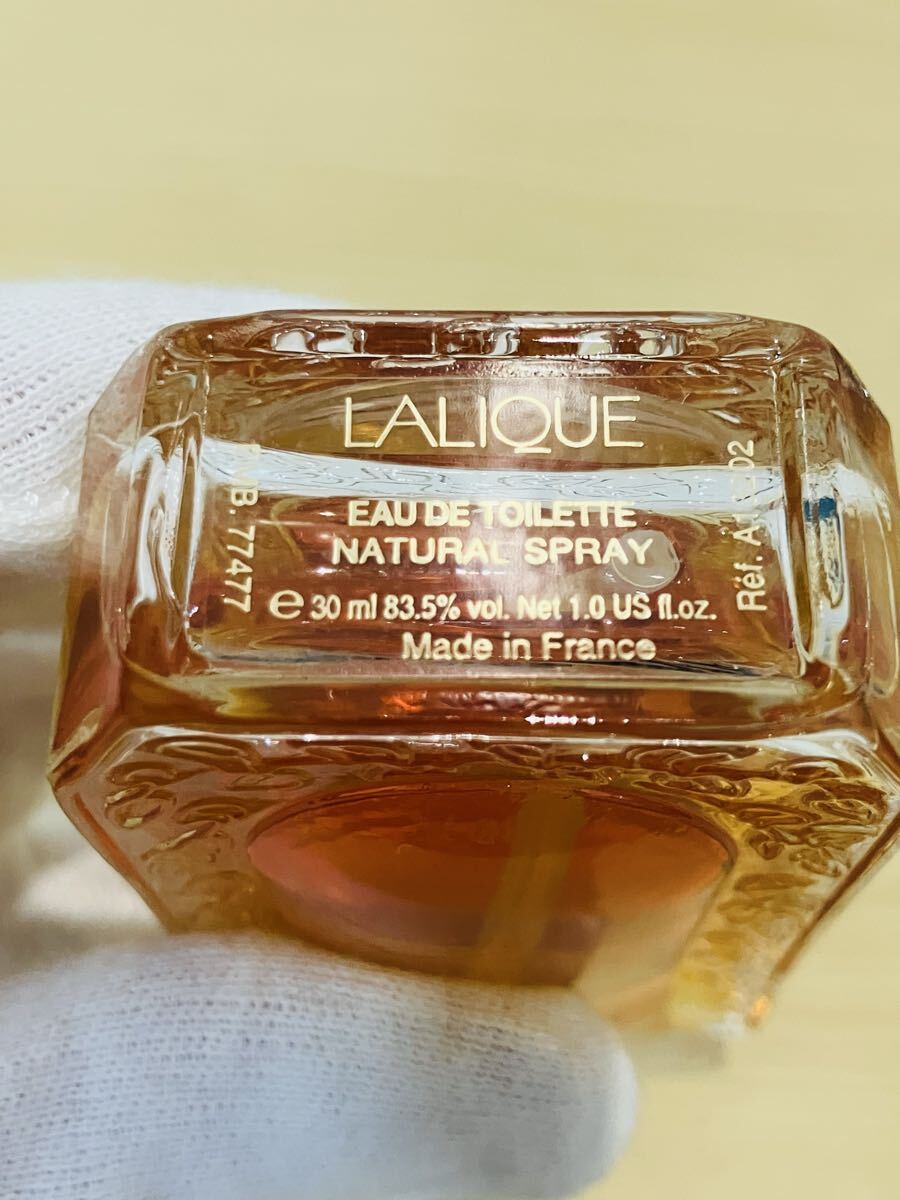 LALIQUE
EAU DE TOILETTE
NATURAL SPRAY
e 30 ml 83.5% vol. Net 1.0 US fl.oz.
Made in France
77477
Réf.